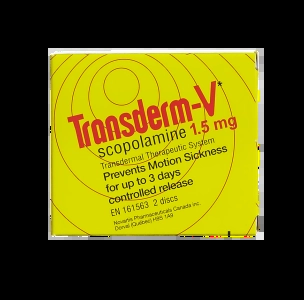 Transderm-V*
scopolamine 1.5 mg
Transdermal Therapeutic System
Prevents Motion Sickness
for up to 3 days
controlled release
EN 161563 2 discs
Novartis Pharmaceuticals Canada Inc.
Dorval (Québec) H9S 1A9